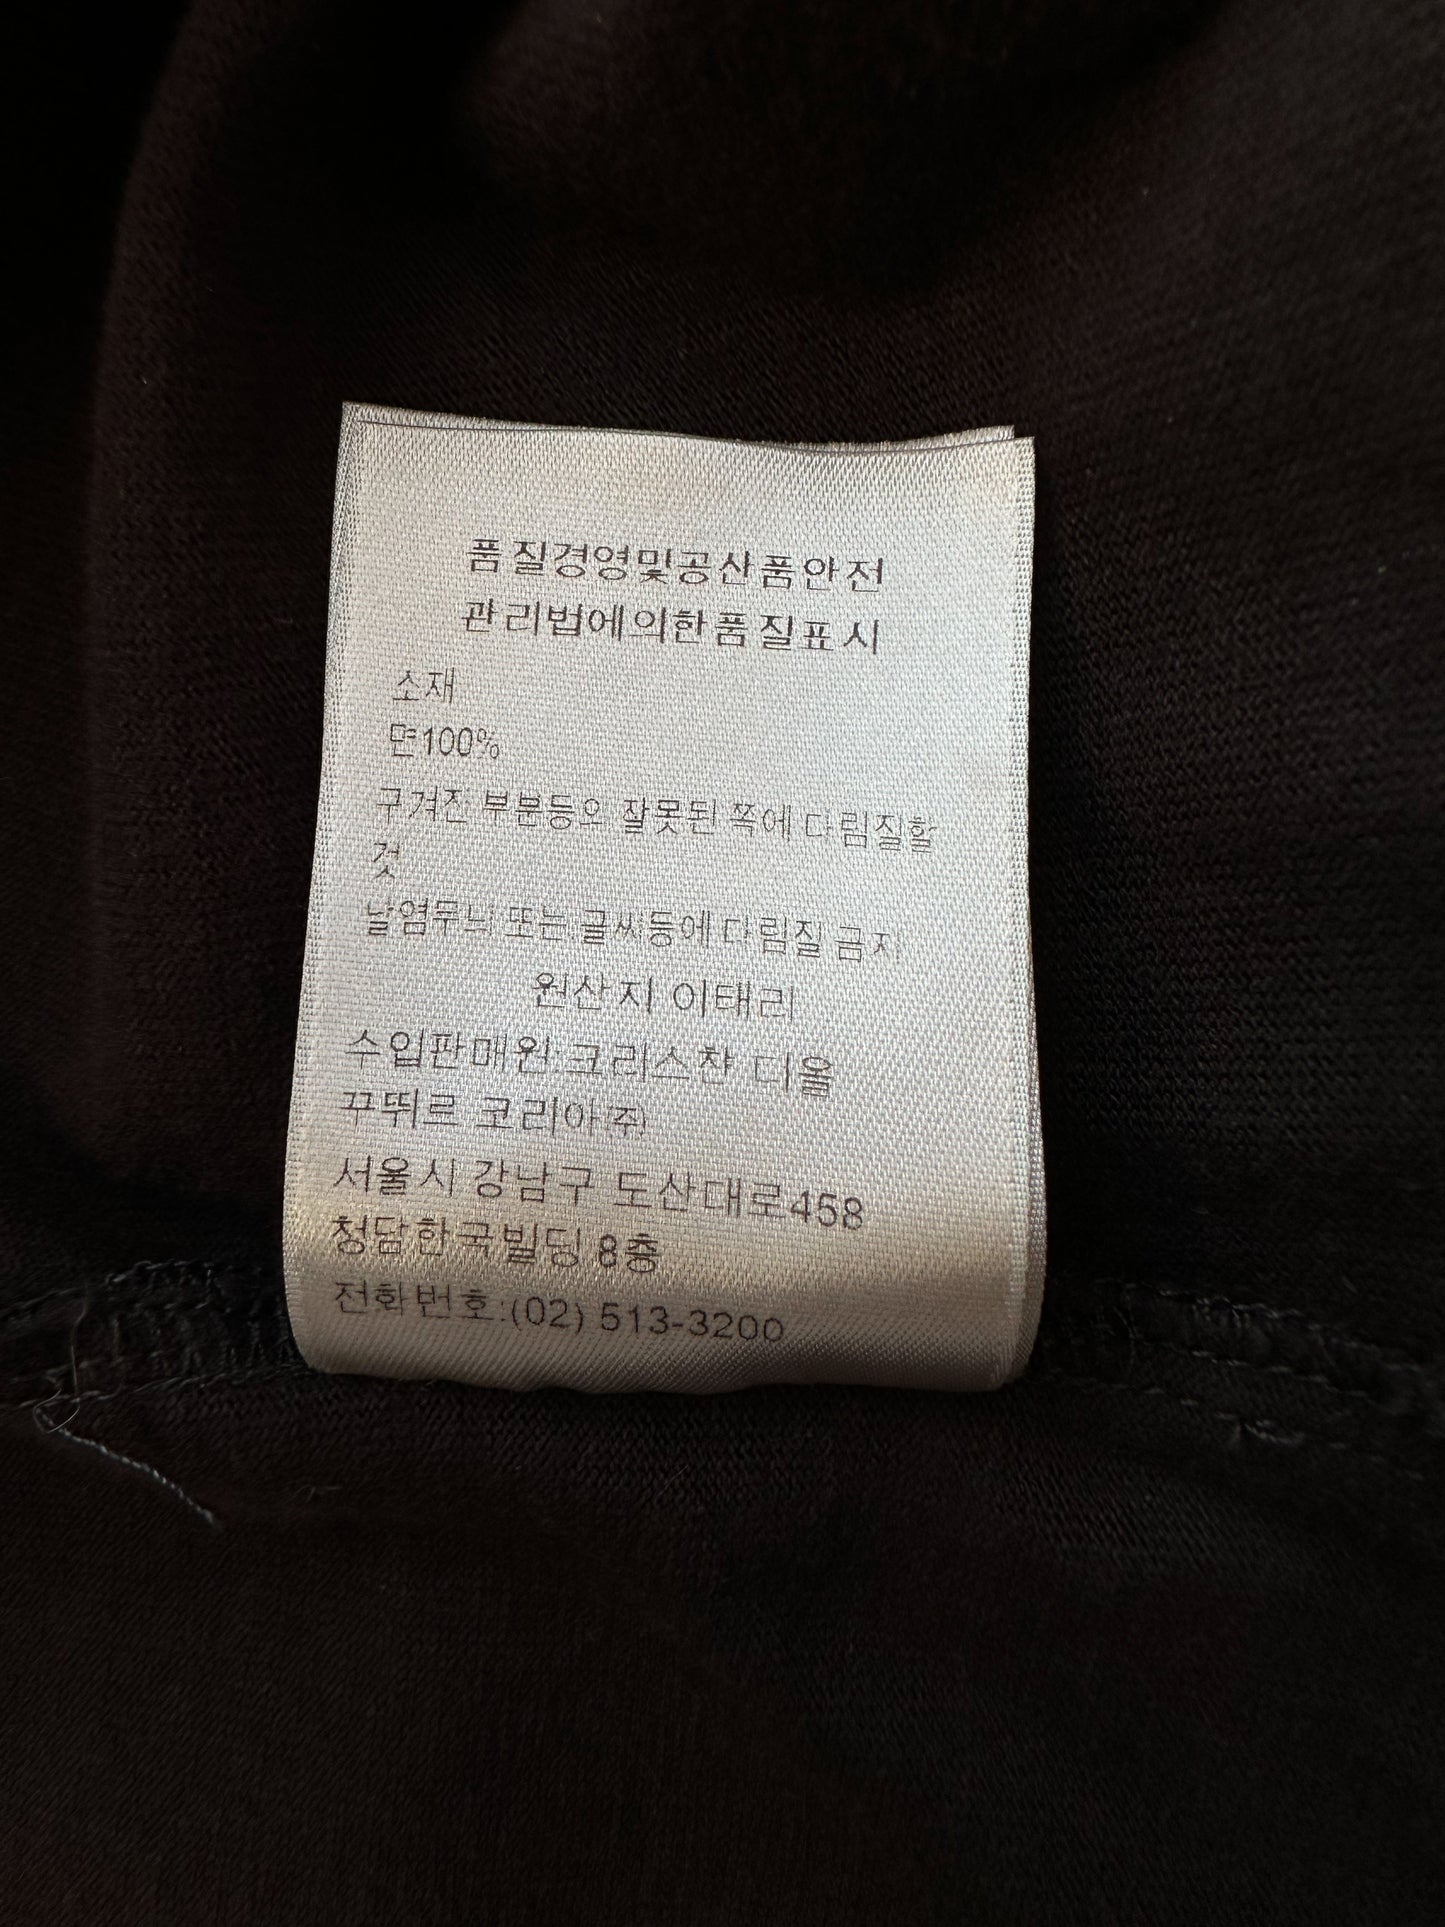 품질경영및공산품안전
관리법에의한품질표시
소재
면100%
구겨진 부분등오 잘못된 쪽에 다림질할
것
날염무늬 또는 글씨등에 다림질 금지
원산지 이태리
수입판매원:크리스챤 디올
꾸뛰르 코리아(주)
서울시 강남구 도산대로458
청담한국빌딩 8층
전화번호:(02) 513-3200